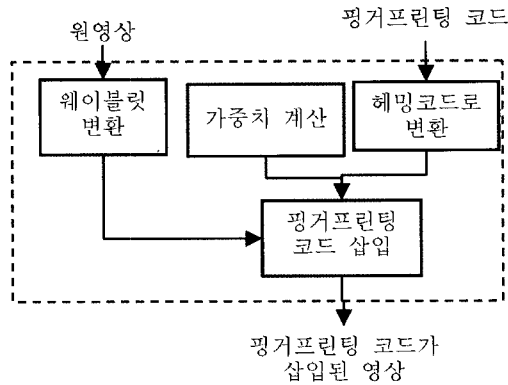 원영상
핑거프린팅 코드
웨이블릿
변환
가중치 계산
헤밍코드로
변환
핑거프린팅
코드 삽입
핑거프린팅 코드가
삽입된 영상